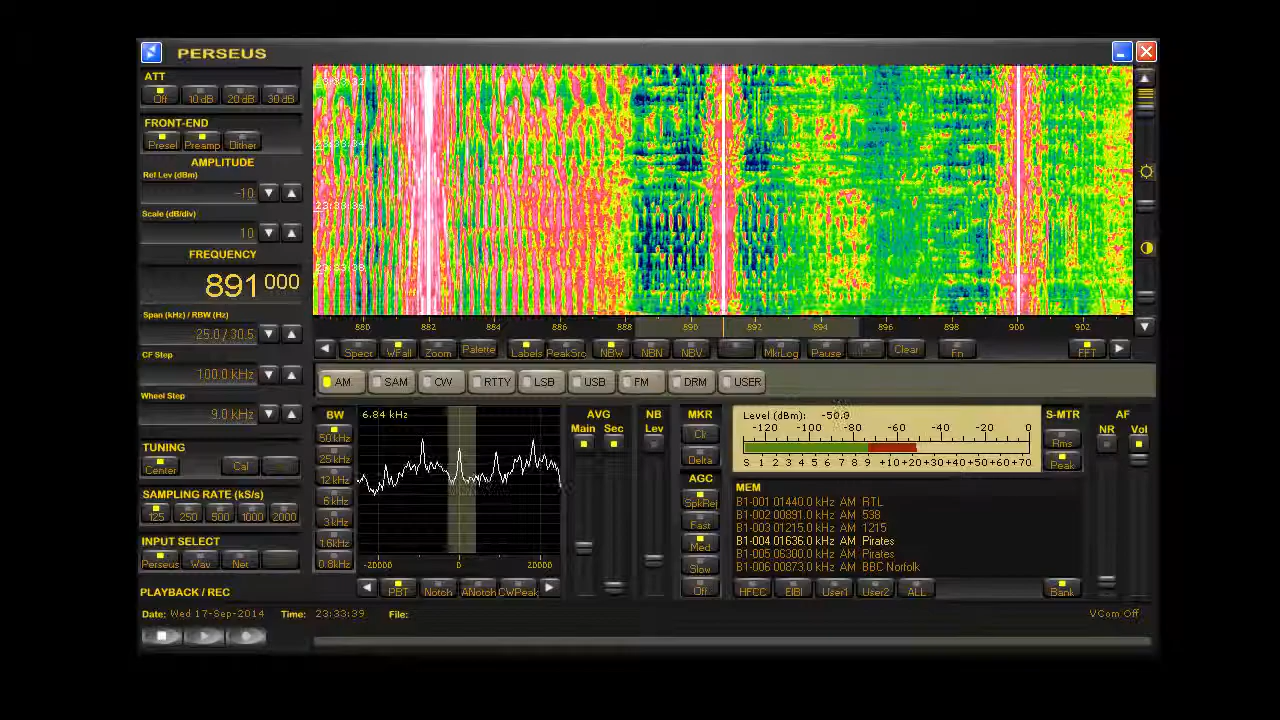 PERSEUS
ATT
Off 10 dB 20 dB 30 dB
FRONT-END
Presel Preamp Dither
AMPLITUDE
Ref Lev (dBm)
-10
Scale (dB/div)
10
FREQUENCY
891 000
Span (kHz) / RBW (Hz)
25.0 / 30.5
CF Step
100.0 kHz
Wheel Step
9.0 kHz
TUNING
Center Cal
SAMPLING RATE (kS/s)
125 250 500 1000 2000
INPUT SELECT
Perseus Wav Net
PLAYBACK / REC
Date: Wed 17-Sep-2014 Time: 23:33:39 File:
VCom Off
23:33:34
23:33:36
880 882 884 886 888 890 892 894 896 898 900 902
Spect WFall Zoom Palette Labels PeakSrc NBW NBN NBV MkrLog Pause Clear Fn FFT
AM SAM CW RTTY LSB USB FM DRM USER
BW
50 kHz
25 kHz
12 kHz
6 kHz
3 kHz
1.6kHz
0.8kHz
6.84 kHz
-20000 0 20000
PBT Notch ANotch CWPeak
AVG
Main Sec
NB
Lev
MKR
Clr
Delta
AGC
SpkRej
Fast
Med
Slow
Off
Level (dBm): -50.0
-120 -100 -80 -60 -40 -20 0
S 1 2 3 4 5 6 7 8 9 +10+20+30+40+50+60+70
S-MTR
Rms
Peak
AF
NR Vol
MEM
B1-001 01440.0 kHz AM RTL
B1-002 00891.0 kHz AM 538
B1-003 01215.0 kHz AM 1215
B1-004 01636.0 kHz AM Pirates
B1-005 06300.0 kHz AM Pirates
B1-006 00873.0 kHz AM BBC Norfolk
HFCC EIBI User1 User2 ALL Bank